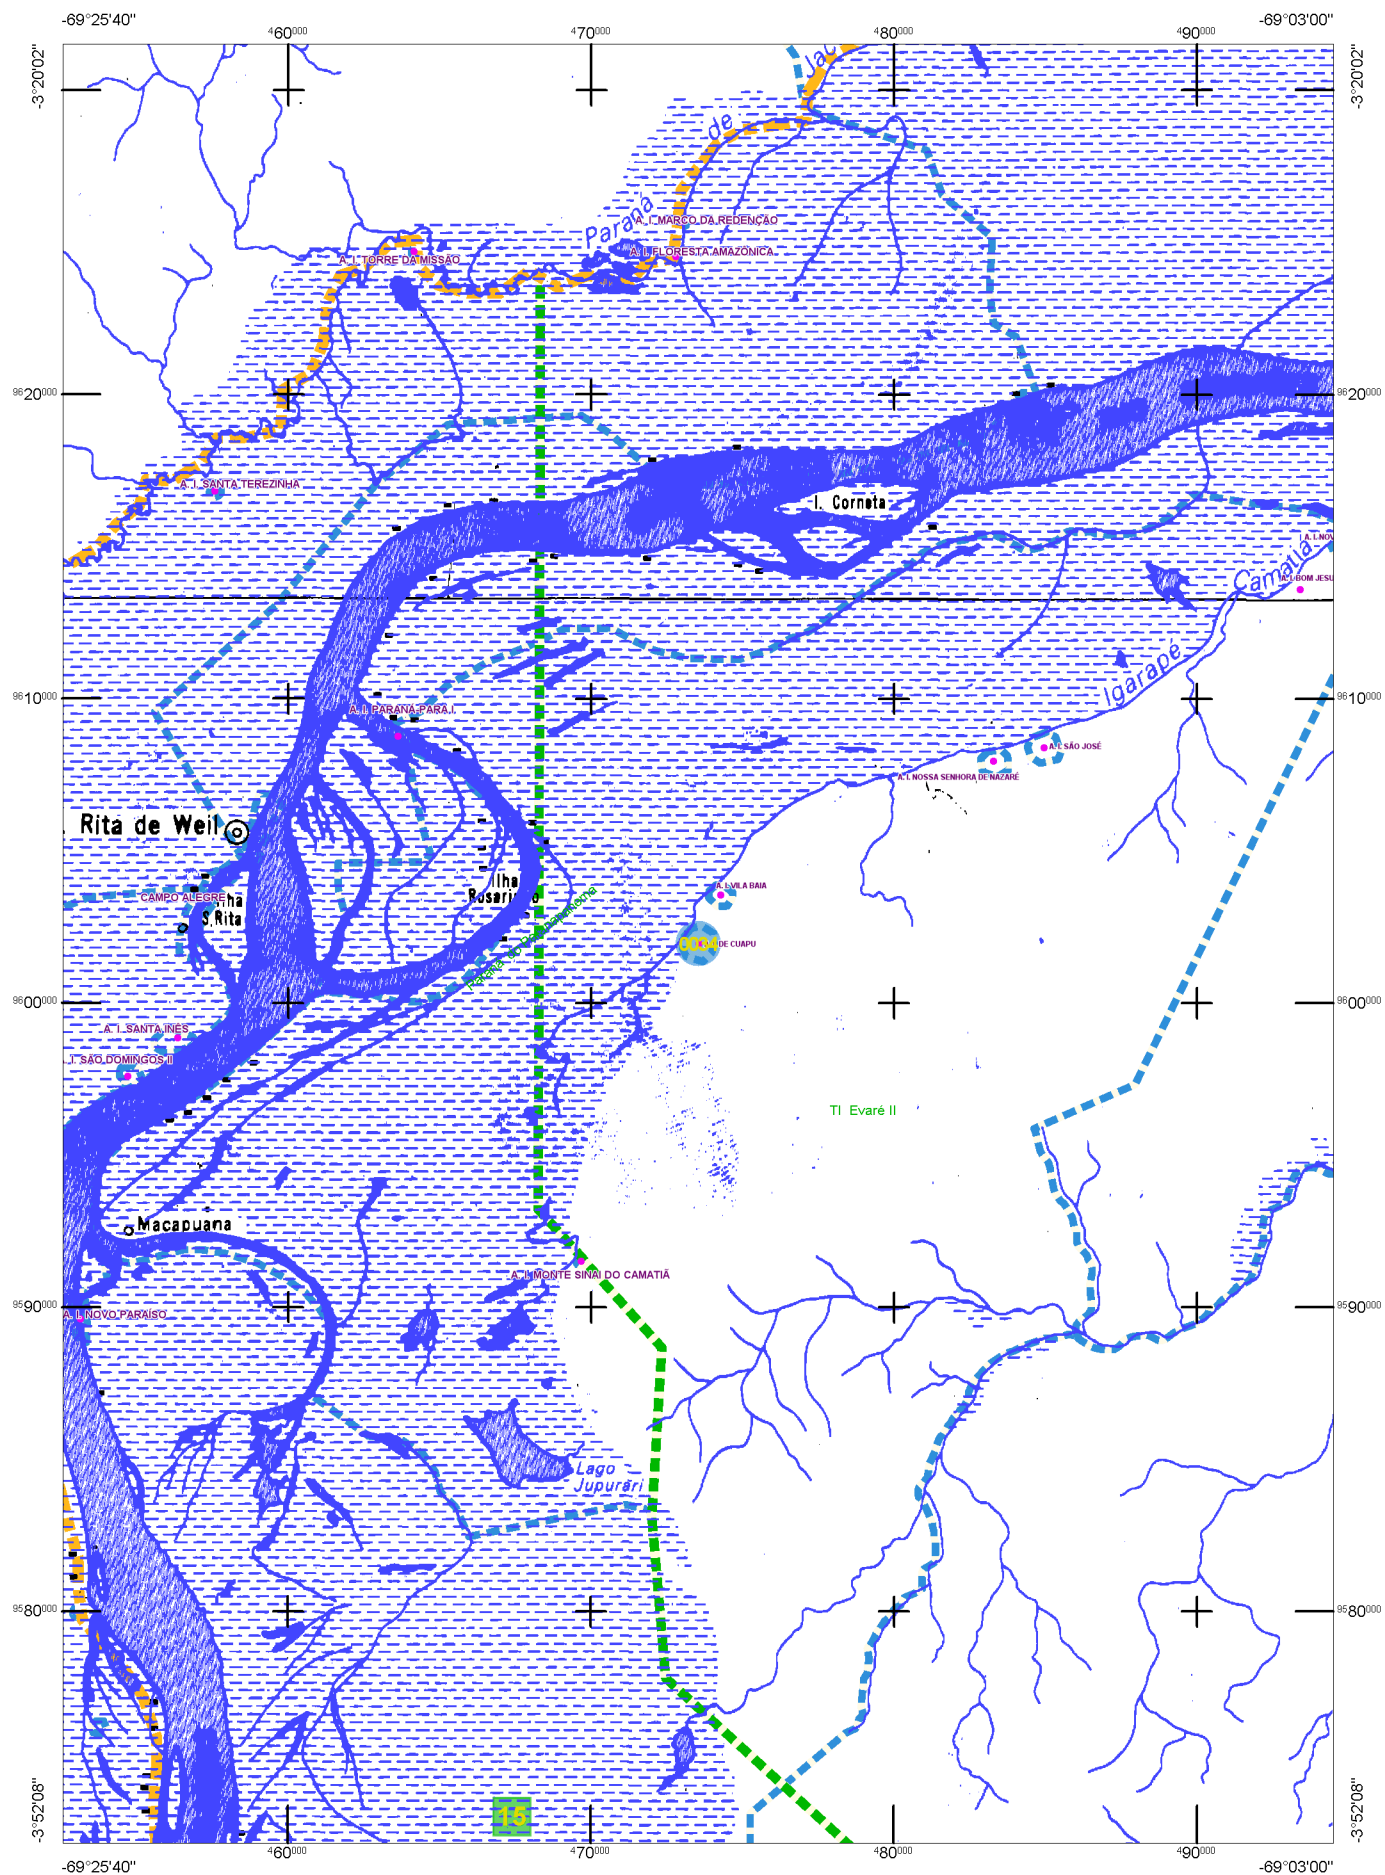 -69°25'40"
-69°03'00"
460000
470000
480000
490000
-3°20'02"
-3°20'02"
Jac
de
Paraná
A. I. MARCO DA REDENÇÃO
A. I. FLORESTA AMAZÔNICA
A. I. TORRE DA MISSÃO
9620000
9620000
A. I. SANTA TEREZINHA
I. Corneta
A. I. NOV
Camatiá
A. I. BOM JESU
Igarapé
9610000
9610000
A. I. PARANÁ PARA I.
A. I. SÃO JOSÉ
A. I. NOSSA SENHORA DE NAZARÉ
. Rita de Weil
Ilha
Rosarinho
A. I. VILA BAIA
CAMPO ALEGRE
Ilha
S. Rita
0034
DE CUAPU
9600000
A. I. SANTA INÊS
. I. SÃO DOMINGOS II
TI Evaré II
Macapuana
A. I. MONTE SINAI DO CAMATIÃ
9590000
9590000
A. I. NOVO PARAÍSO
Lago
Jupurari
9580000
9580000
-3°52'08"
-3°52'08"
15
460000
470000
480000
490000
-69°25'40"
-69°03'00"